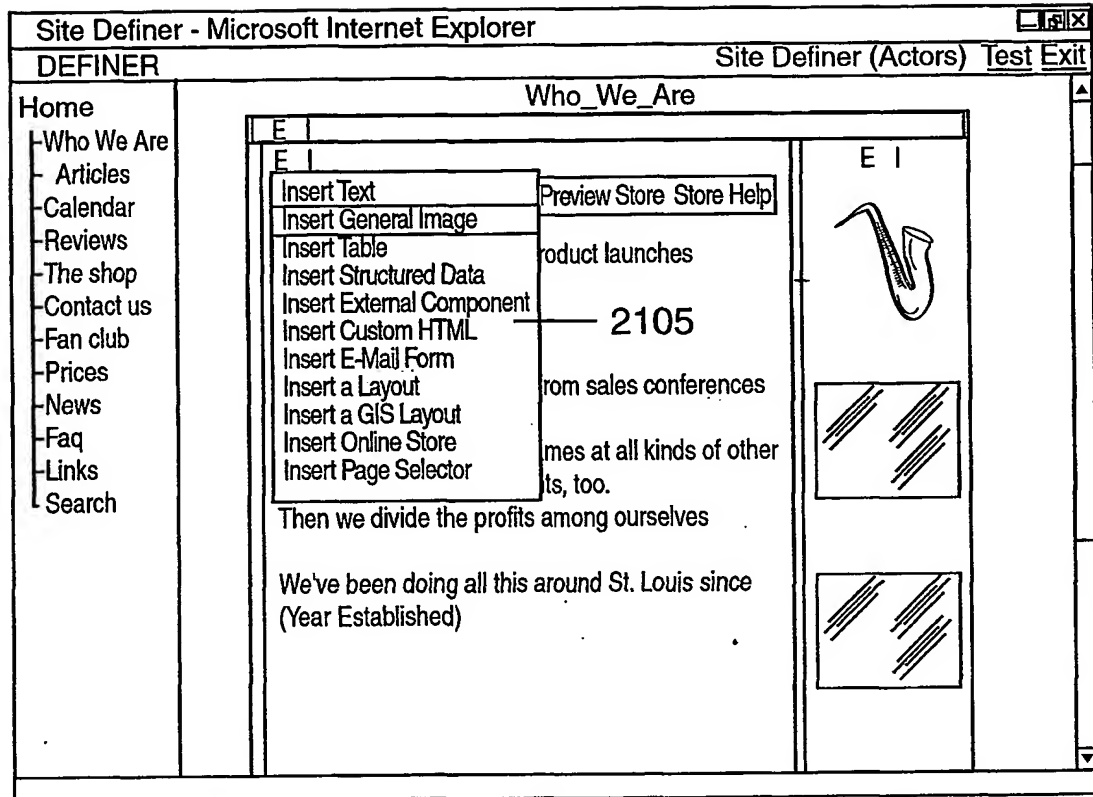 Site Definer - Microsoft Internet Explorer
DEFINER
Site Definer (Actors) Test Exit
Home
Who We Are
Articles
Calendar
Reviews
The shop
Contact us
Fan club
Prices
News
Faq
Links
Search
Who_We_Are
E I
E I
Insert Text
Insert General Image
Insert Table
Insert Structured Data
Insert External Component
Insert Custom HTML
Insert E-Mail Form
Insert a Layout
Insert a GIS Layout
Insert Online Store
Insert Page Selector
Preview Store Store Help
roduct launches
2105
rom sales conferences
mes at all kinds of other
ts, too.
Then we divide the profits among ourselves
We've been doing all this around St. Louis since
(Year Established)
E I